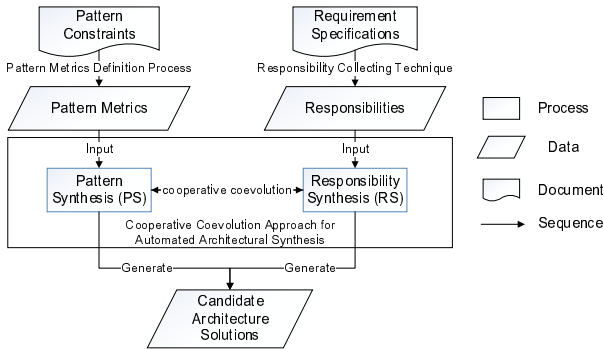 Pattern
Constraints
Requirement
Specifications
Pattern Metrics Definition Process
Responsibility Collecting Technique
Pattern Metrics
Responsibilities
Input
Input
Pattern
Synthesis (PS)
cooperative coevolution
Responsibility
Synthesis (RS)
Cooperative Coevolution Approach for
Automated Architectural Synthesis
Generate
Generate
Candidate
Architecture
Solutions
Process
Data
Document
Sequence